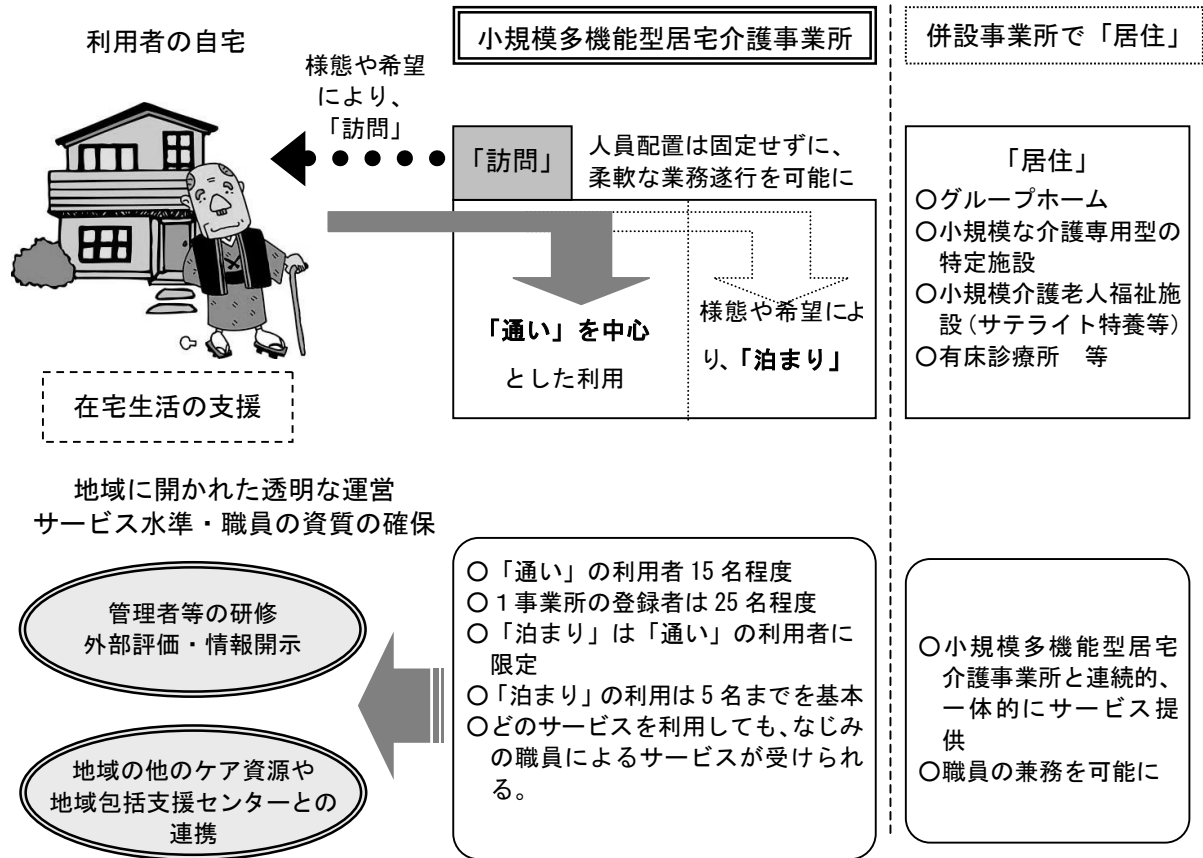 利用者の自宅
様態や希望
により、
「訪問」
在宅生活の支援
小規模多機能型居宅介護事業所
「訪問」
人員配置は固定せずに、
柔軟な業務遂行を可能に
「通い」を中心
とした利用
様態や希望によ
り、「泊まり」
併設事業所で「居住」
「居住」
○グループホーム
○小規模な介護専用型の
特定施設
○小規模介護老人福祉施
設(サテライト特養等)
○有床診療所　等
地域に開かれた透明な運営
サービス水準・職員の資質の確保
管理者等の研修
外部評価・情報開示
地域の他のケア資源や
地域包括支援センターとの
連携
○「通い」の利用者 15 名程度
○１事業所の登録者は 25 名程度
○「泊まり」は「通い」の利用者に
限定
○「泊まり」の利用は 5 名までを基本
○どのサービスを利用しても、なじみ
の職員によるサービスが受けられ
る。
○小規模多機能型居宅
介護事業所と連続的、
一体的にサービス提
供
○職員の兼務を可能に